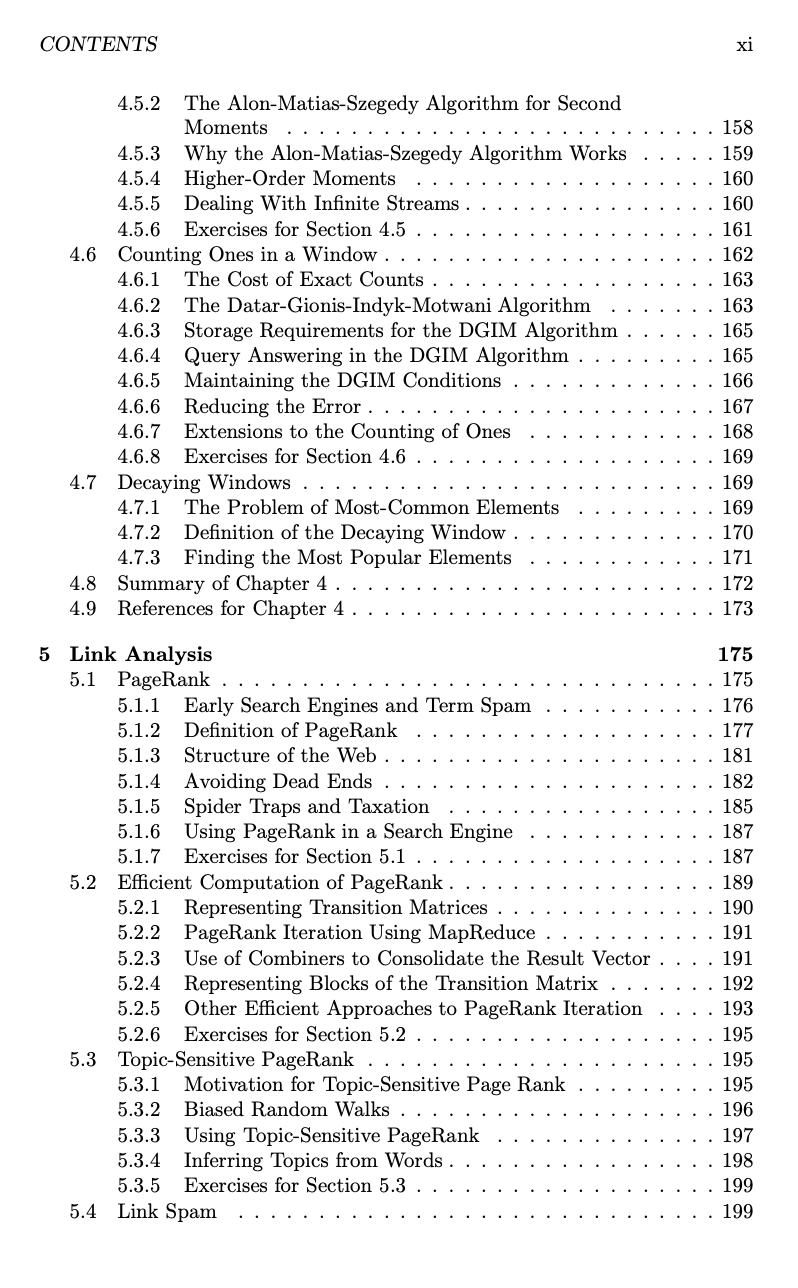 CONTENTS xi
4.5.2 The Alon-Matias-Szegedy Algorithm for Second
Moments . . . . . . . . . . . . . . . . . . . . . . . . . . . 158
4.5.3 Why the Alon-Matias-Szegedy Algorithm Works . . . . . 159
4.5.4 Higher-Order Moments . . . . . . . . . . . . . . . . . . . 160
4.5.5 Dealing With Infinite Streams . . . . . . . . . . . . . . . . 160
4.5.6 Exercises for Section 4.5 . . . . . . . . . . . . . . . . . . . 161
4.6 Counting Ones in a Window . . . . . . . . . . . . . . . . . . . . . 162
4.6.1 The Cost of Exact Counts . . . . . . . . . . . . . . . . . . 163
4.6.2 The Datar-Gionis-Indyk-Motwani Algorithm . . . . . . . 163
4.6.3 Storage Requirements for the DGIM Algorithm . . . . . . 165
4.6.4 Query Answering in the DGIM Algorithm . . . . . . . . . 165
4.6.5 Maintaining the DGIM Conditions . . . . . . . . . . . . . 166
4.6.6 Reducing the Error . . . . . . . . . . . . . . . . . . . . . . 167
4.6.7 Extensions to the Counting of Ones . . . . . . . . . . . . 168
4.6.8 Exercises for Section 4.6 . . . . . . . . . . . . . . . . . . . 169
4.7 Decaying Windows . . . . . . . . . . . . . . . . . . . . . . . . . . 169
4.7.1 The Problem of Most-Common Elements . . . . . . . . . 169
4.7.2 Definition of the Decaying Window . . . . . . . . . . . . . 170
4.7.3 Finding the Most Popular Elements . . . . . . . . . . . . 171
4.8 Summary of Chapter 4 . . . . . . . . . . . . . . . . . . . . . . . . 172
4.9 References for Chapter 4 . . . . . . . . . . . . . . . . . . . . . . . 173
5 Link Analysis 175
5.1 PageRank . . . . . . . . . . . . . . . . . . . . . . . . . . . . . . . 175
5.1.1 Early Search Engines and Term Spam . . . . . . . . . . . 176
5.1.2 Definition of PageRank . . . . . . . . . . . . . . . . . . . 177
5.1.3 Structure of the Web . . . . . . . . . . . . . . . . . . . . . 181
5.1.4 Avoiding Dead Ends . . . . . . . . . . . . . . . . . . . . . 182
5.1.5 Spider Traps and Taxation . . . . . . . . . . . . . . . . . 185
5.1.6 Using PageRank in a Search Engine . . . . . . . . . . . . 187
5.1.7 Exercises for Section 5.1 . . . . . . . . . . . . . . . . . . . 187
5.2 Efficient Computation of PageRank . . . . . . . . . . . . . . . . . 189
5.2.1 Representing Transition Matrices . . . . . . . . . . . . . . 190
5.2.2 PageRank Iteration Using MapReduce . . . . . . . . . . . 191
5.2.3 Use of Combiners to Consolidate the Result Vector . . . . 191
5.2.4 Representing Blocks of the Transition Matrix . . . . . . . 192
5.2.5 Other Efficient Approaches to PageRank Iteration . . . . 193
5.2.6 Exercises for Section 5.2 . . . . . . . . . . . . . . . . . . . 195
5.3 Topic-Sensitive PageRank . . . . . . . . . . . . . . . . . . . . . . 195
5.3.1 Motivation for Topic-Sensitive Page Rank . . . . . . . . . 195
5.3.2 Biased Random Walks . . . . . . . . . . . . . . . . . . . . 196
5.3.3 Using Topic-Sensitive PageRank . . . . . . . . . . . . . . 197
5.3.4 Inferring Topics from Words . . . . . . . . . . . . . . . . . 198
5.3.5 Exercises for Section 5.3 . . . . . . . . . . . . . . . . . . . 199
5.4 Link Spam . . . . . . . . . . . . . . . . . . . . . . . . . . . . . . 199